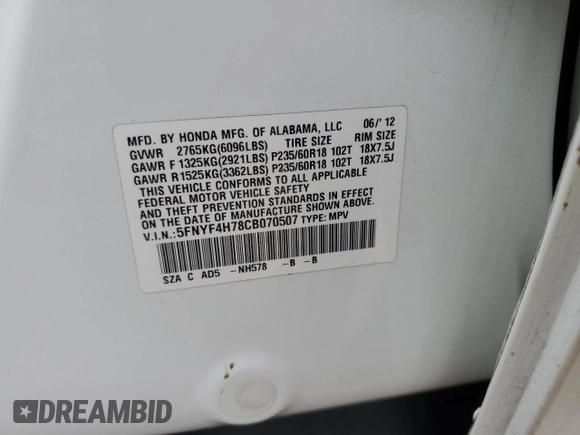 MFD. BY HONDA MFG. OF ALABAMA, LLC 06/'12
GVWR 2765KG(6096LBS) TIRE SIZE RIM SIZE
GAWR F 1325KG(2921LBS) P235/60R18 102T 18X7.5J
GAWR R1525KG(3362LBS) P235/60R18 102T 18X7.5J
THIS VEHICLE CONFORMS TO ALL APPLICABLE
FEDERAL MOTOR VEHICLE SAFETY
AND THEFT PREVENTION STANDARDS IN EFFECT
ON THE DATE OF MANUFACTURE SHOWN ABOVE.
V.I.N.:5FNYF4H78CB070507 TYPE: MPV
SZA C AD5 -NH578 -B -B
DREAMBID